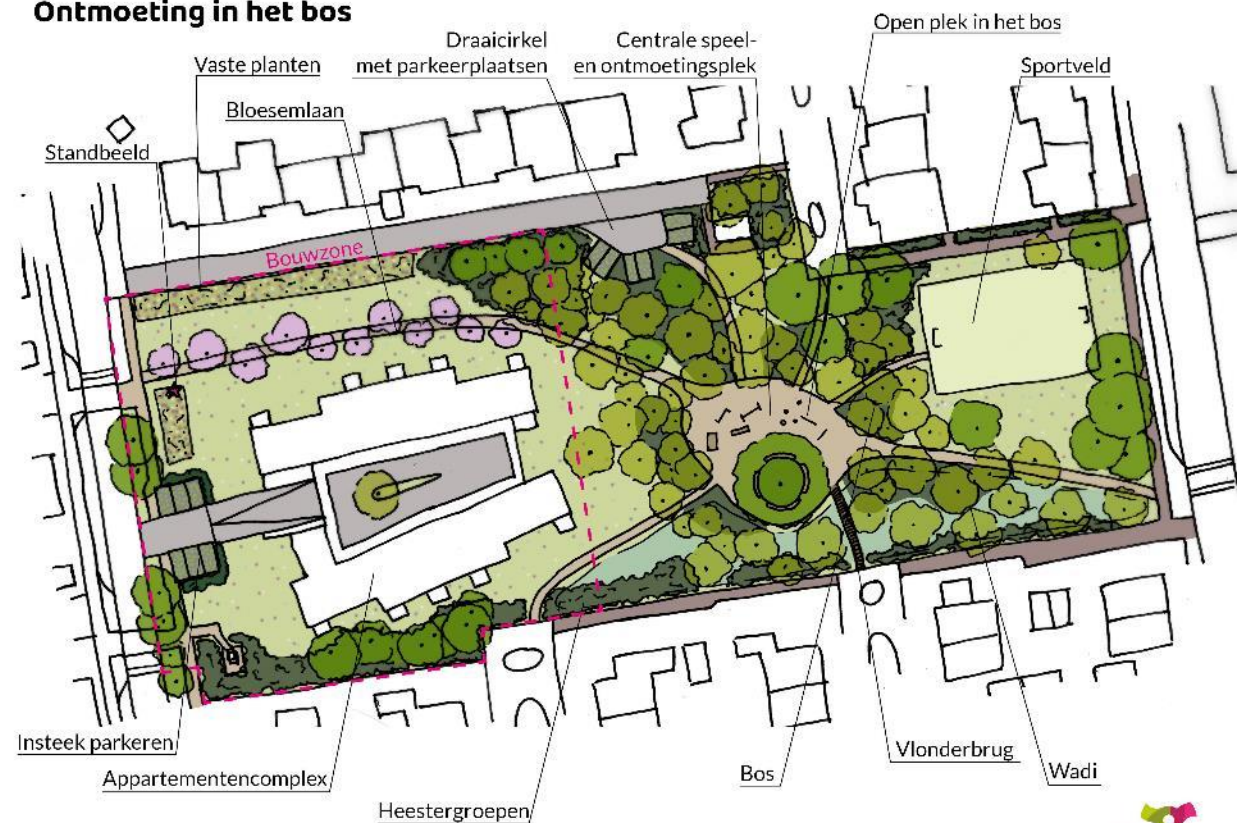 Ontmoeting in het bos
Open plek in het bos
Draaicirkel
met parkeerplaatsen
Centrale speel-
en ontmoetingsplek
Vaste planten
Sportveld
Bloesemlaan
Standbeeld
Bouwzone
Insteek parkeren
Appartementencomplex
Heestergroepen
Bos
Vlonderbrug
Wadi